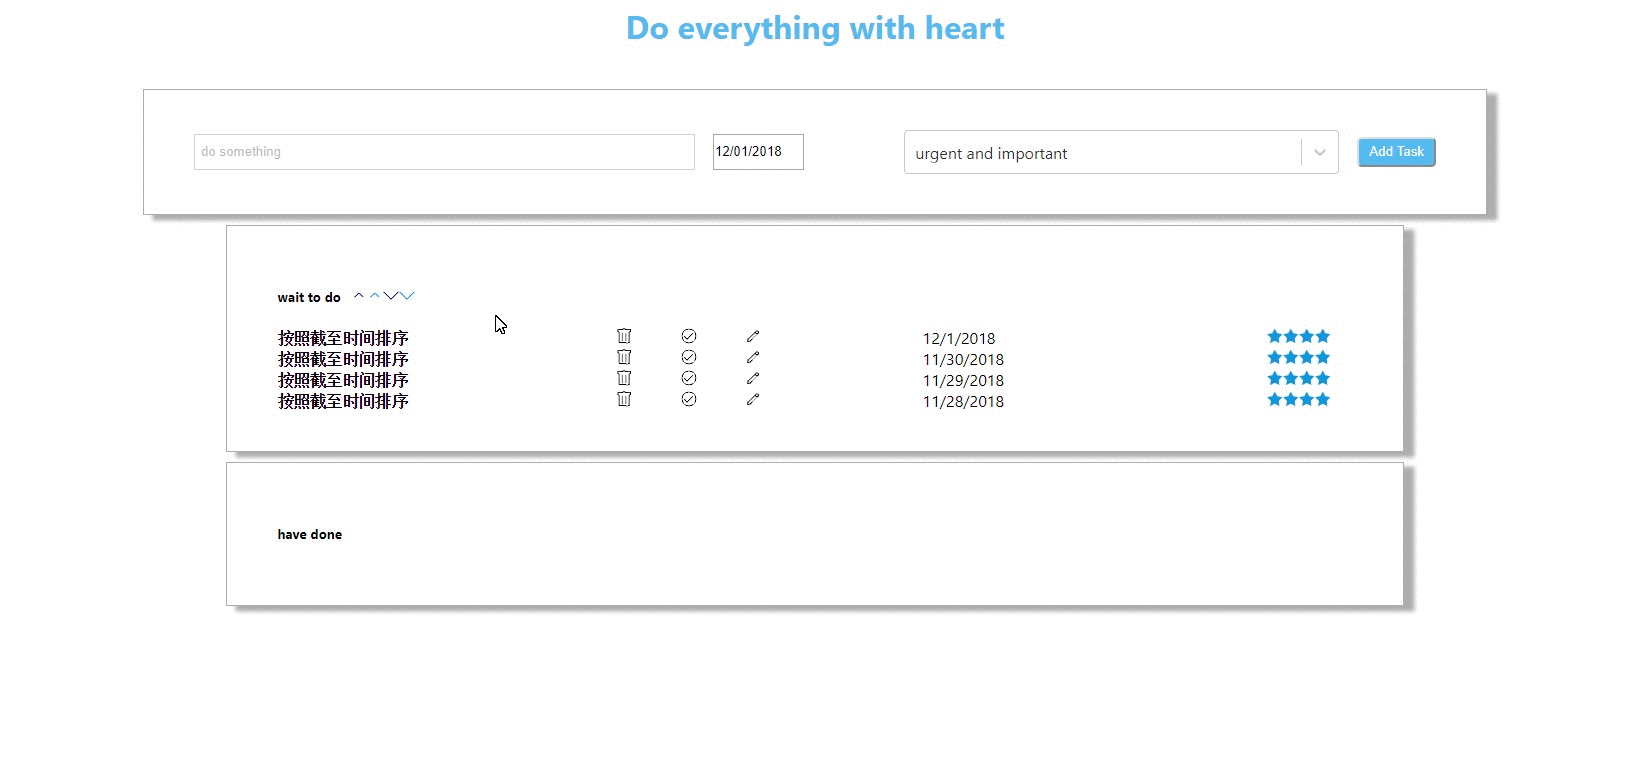 Do everything with heart
do something 12/01/2018 urgent and important Add Task
wait to do
按照截至时间排序 12/1/2018
按照截至时间排序 11/30/2018
按照截至时间排序 11/29/2018
按照截至时间排序 11/28/2018
have done